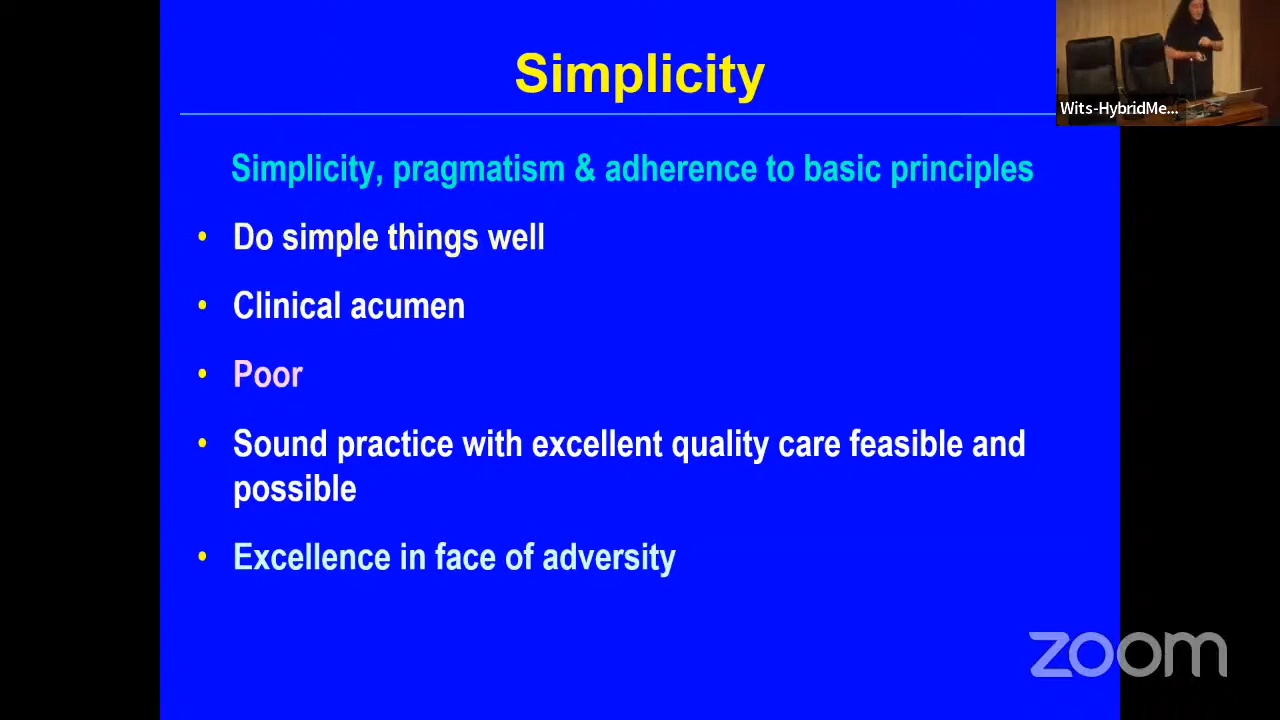 Simplicity
Wits-HybridMe...
Simplicity, pragmatism & adherence to basic principles
• Do simple things well
• Clinical acumen
• Poor
• Sound practice with excellent quality care feasible and
possible
• Excellence in face of adversity
zoom